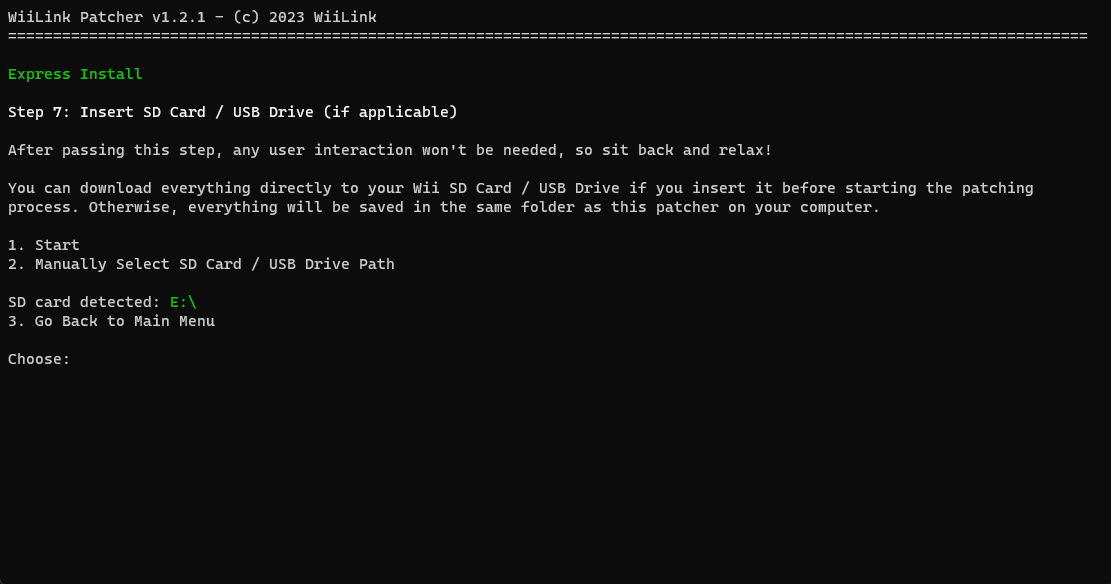 WiiLink Patcher v1.2.1 - (c) 2023 WiiLink
========================================================================================================================
Express Install
Step 7: Insert SD Card / USB Drive (if applicable)
After passing this step, any user interaction won't be needed, so sit back and relax!
You can download everything directly to your Wii SD Card / USB Drive if you insert it before starting the patching
process. Otherwise, everything will be saved in the same folder as this patcher on your computer.
1. Start
2. Manually Select SD Card / USB Drive Path
SD card detected: E:\
3. Go Back to Main Menu
Choose: